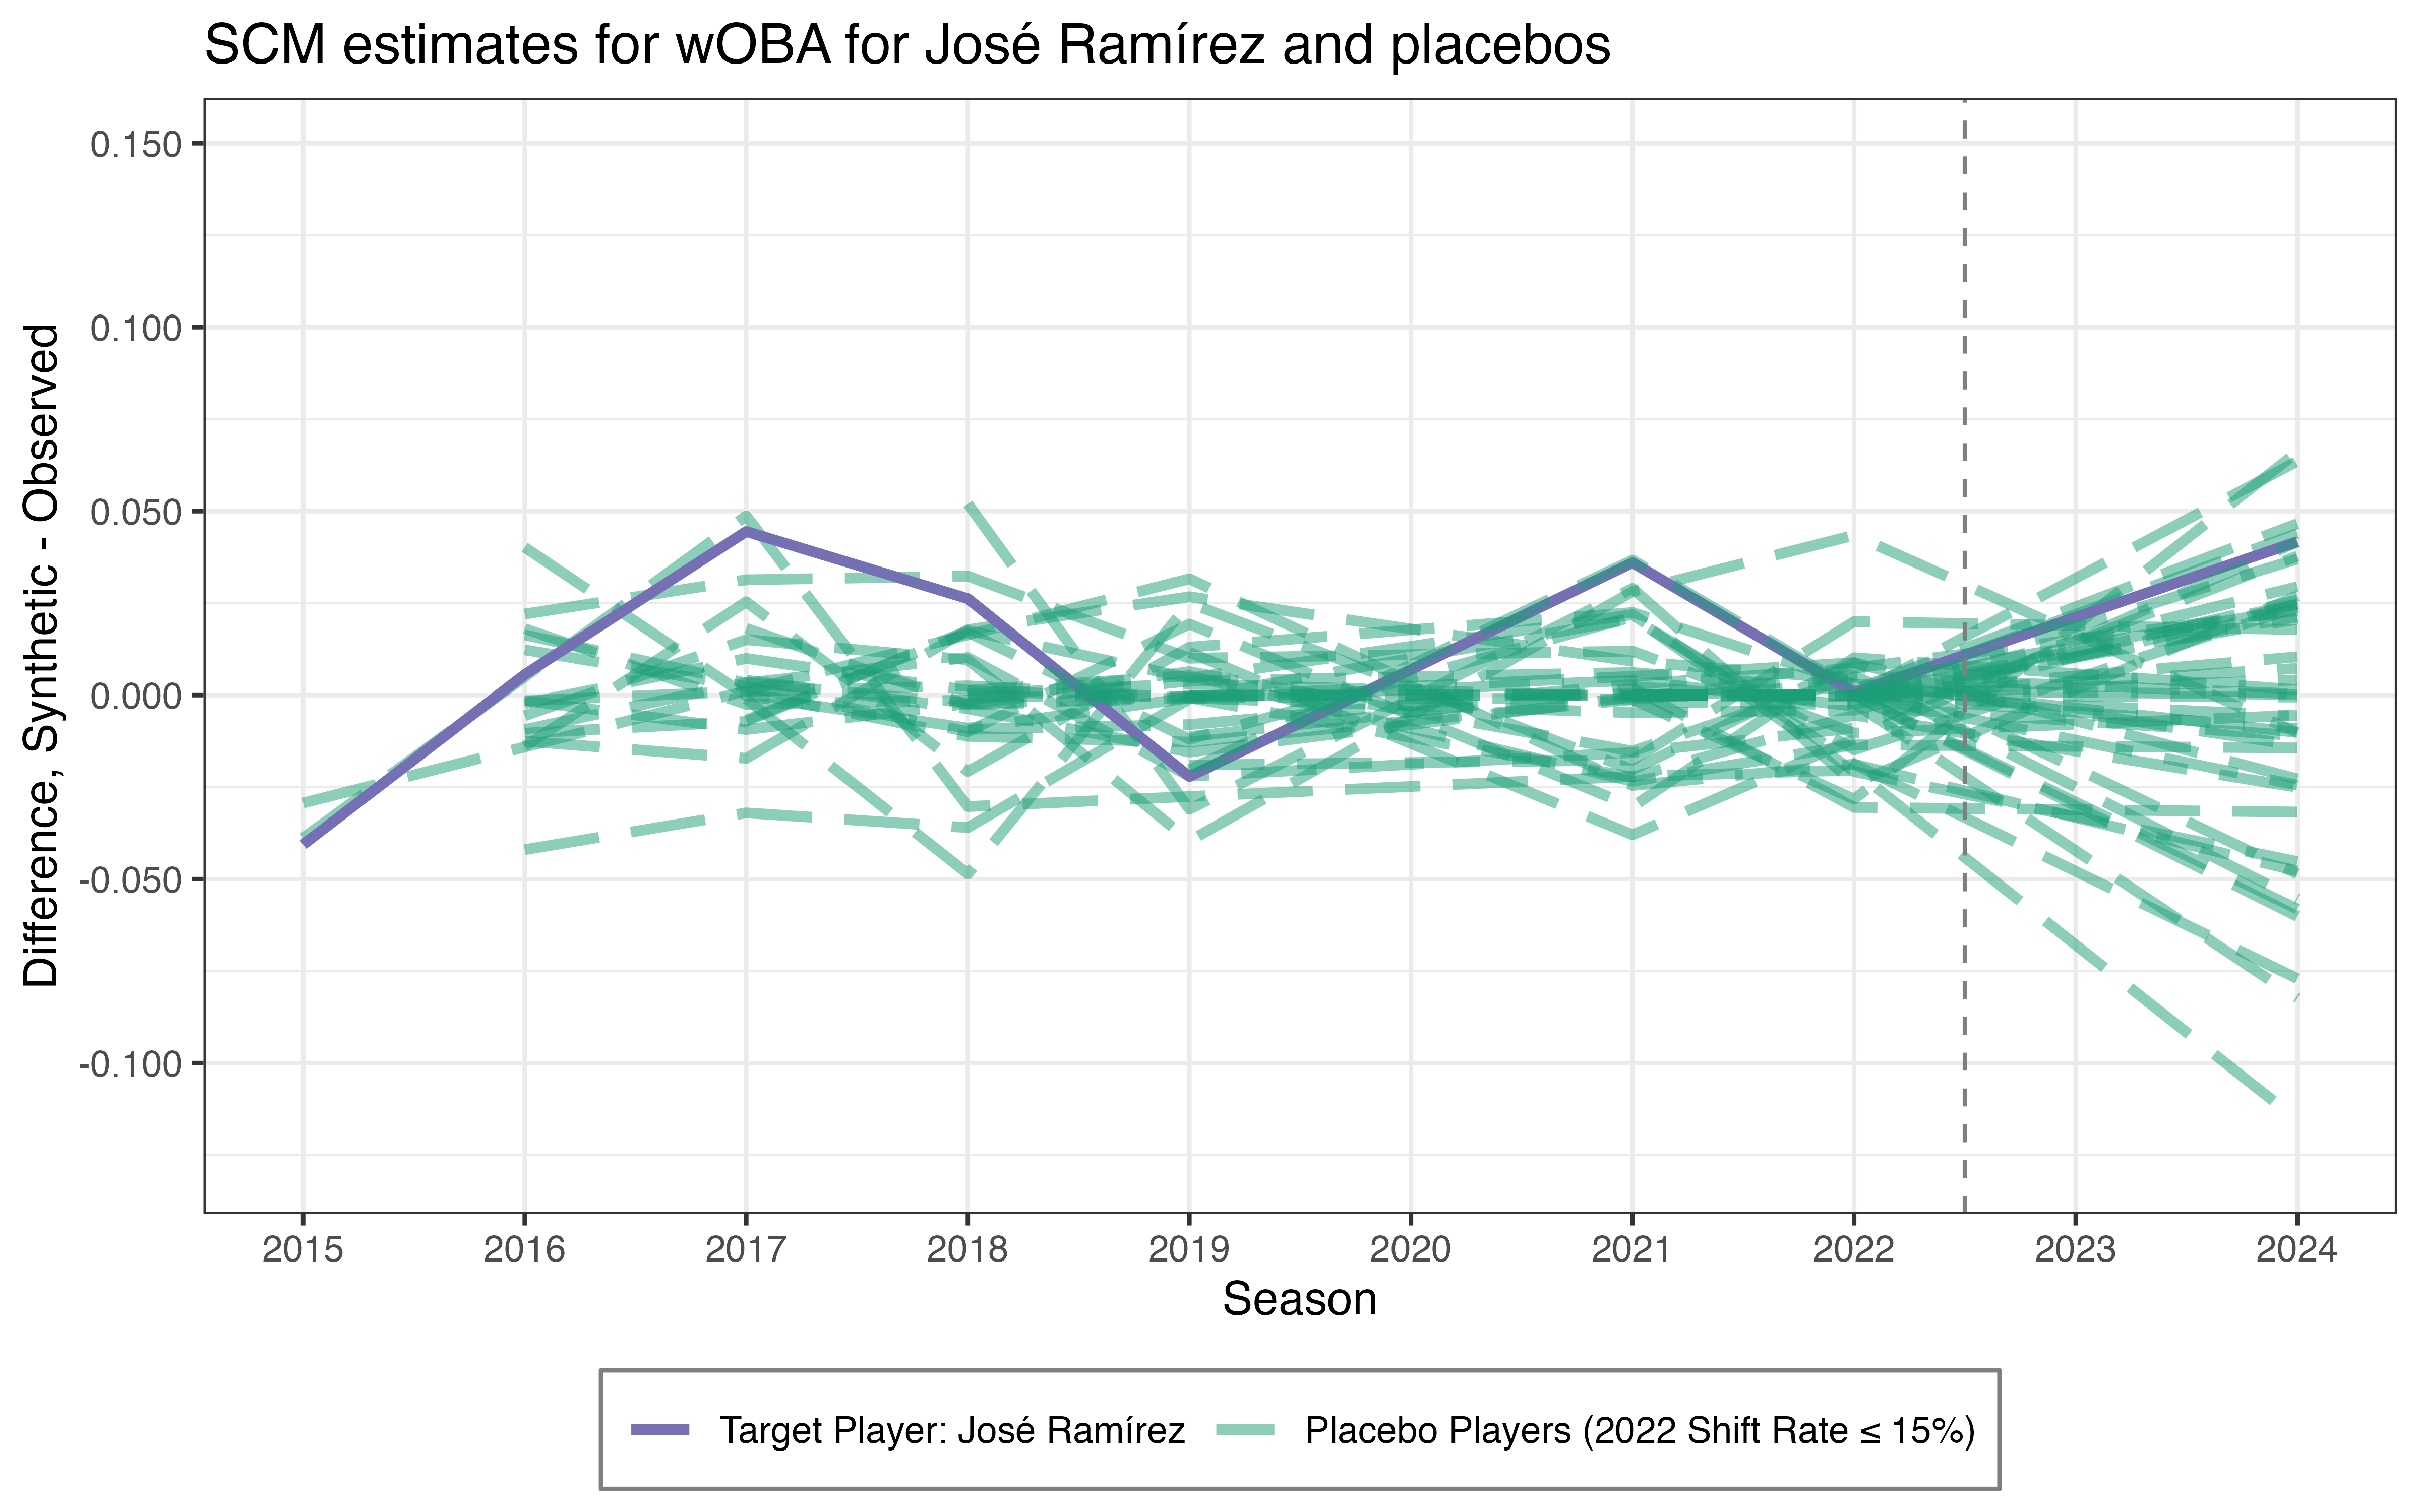 SCM estimates for wOBA for José Ramírez and placebos
Difference, Synthetic - Observed
0.150
0.100
0.050
0.000
-0.050
-0.100
2015 2016 2017 2018 2019 2020 2021 2022 2023 2024
Season
Target Player: José Ramírez Placebo Players (2022 Shift Rate ≤ 15%)